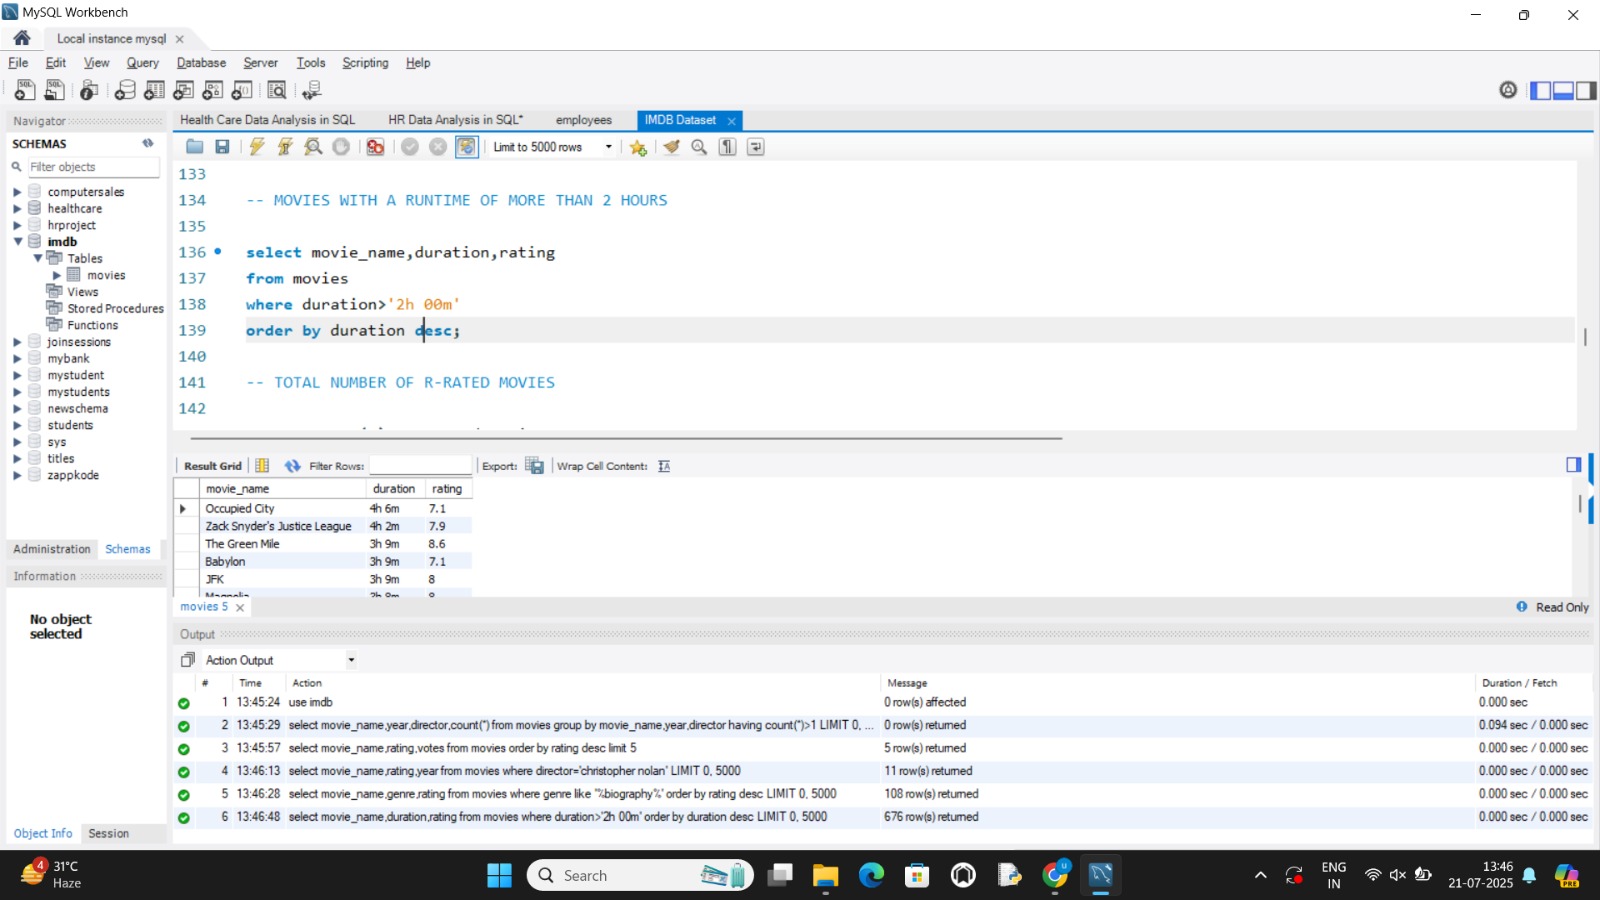 MySQL Workbench
Local instance mysql
File Edit View Query Database Server Tools Scripting Help
Navigator
SCHEMAS
Filter objects
computersales
healthcare
hrproject
imdb
Tables
movies
Views
Stored Procedures
Functions
joinsessions
mybank
mystudent
mystudents
newschema
students
sys
titles
zappkode
Administration Schemas
Information
No object
selected
Object Info Session
Health Care Data Analysis in SQL HR Data Analysis in SQL* employees IMDB Dataset
Limit to 5000 rows
133
134 -- MOVIES WITH A RUNTIME OF MORE THAN 2 HOURS
135
136 select movie_name,duration,rating
137 from movies
138 where duration>'2h 00m'
139 order by duration desc;
140
141 -- TOTAL NUMBER OF R-RATED MOVIES
142
Result Grid Filter Rows: Export: Wrap Cell Content:
movie_name duration rating
Occupied City 4h 6m 7.1
Zack Snyder's Justice League 4h 2m 7.9
The Green Mile 3h 9m 8.6
Babylon 3h 9m 7.1
JFK 3h 9m 8
movies 5 Read Only
Output
Action Output
# Time Action Message Duration / Fetch
1 13:45:24 use imdb 0 row(s) affected 0.000 sec
2 13:45:29 select movie_name,year,director,count(*) from movies group by movie_name,year,director having count(*)>1 LIMIT 0, ... 0 row(s) returned 0.094 sec / 0.000 sec
3 13:45:57 select movie_name,rating,votes from movies order by rating desc limit 5 5 row(s) returned 0.000 sec / 0.000 sec
4 13:46:13 select movie_name,rating,year from movies where director='christopher nolan' LIMIT 0, 5000 11 row(s) returned 0.000 sec / 0.000 sec
5 13:46:28 select movie_name,genre,rating from movies where genre like '%biography%' order by rating desc LIMIT 0, 5000 108 row(s) returned 0.000 sec / 0.000 sec
6 13:46:48 select movie_name,duration,rating from movies where duration>'2h 00m' order by duration desc LIMIT 0, 5000 676 row(s) returned 0.000 sec / 0.000 sec
4 31°C
Haze
Search
ENG
IN
13:46
21-07-2025
PRE